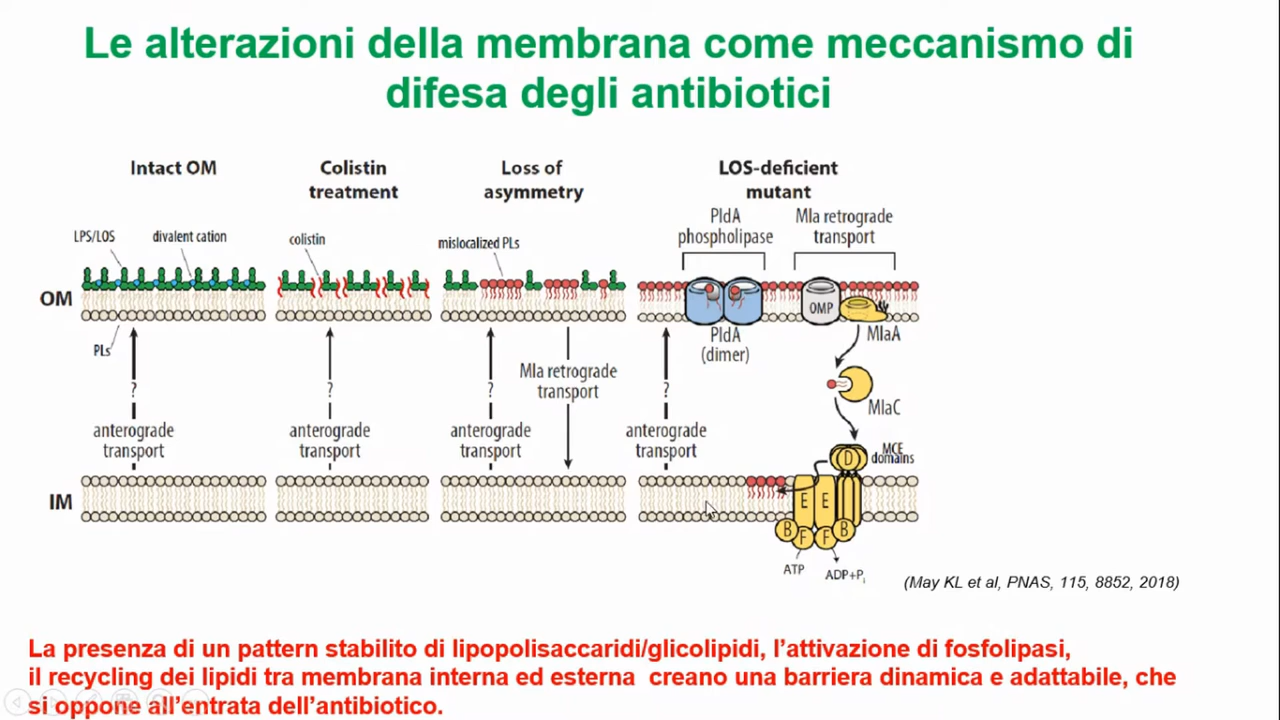 Le alterazioni della membrana come meccanismo di
difesa degli antibiotici
Intact OM
Colistin
treatment
Loss of
asymmetry
LOS-deficient
mutant
LPS/LOS
divalent cation
colistin
mislocalized PLs
PldA
phospholipase
Mla retrograde
transport
OM
OMP
PLs
PldA
(dimer)
MlaA
?
?
?
?
Mla retrograde
transport
MlaC
anterograde
transport
anterograde
transport
anterograde
transport
anterograde
transport
D
MCE
domains
IM
E
E
B
F
F
B
ATP
ADP+Pi
(May KL et al, PNAS, 115, 8852, 2018)
La presenza di un pattern stabilito di lipopolisaccaridi/glicolipidi, l'attivazione di fosfolipasi,
il recycling dei lipidi tra membrana interna ed esterna creano una barriera dinamica e adattabile, che
si oppone all'entrata dell'antibiotico.